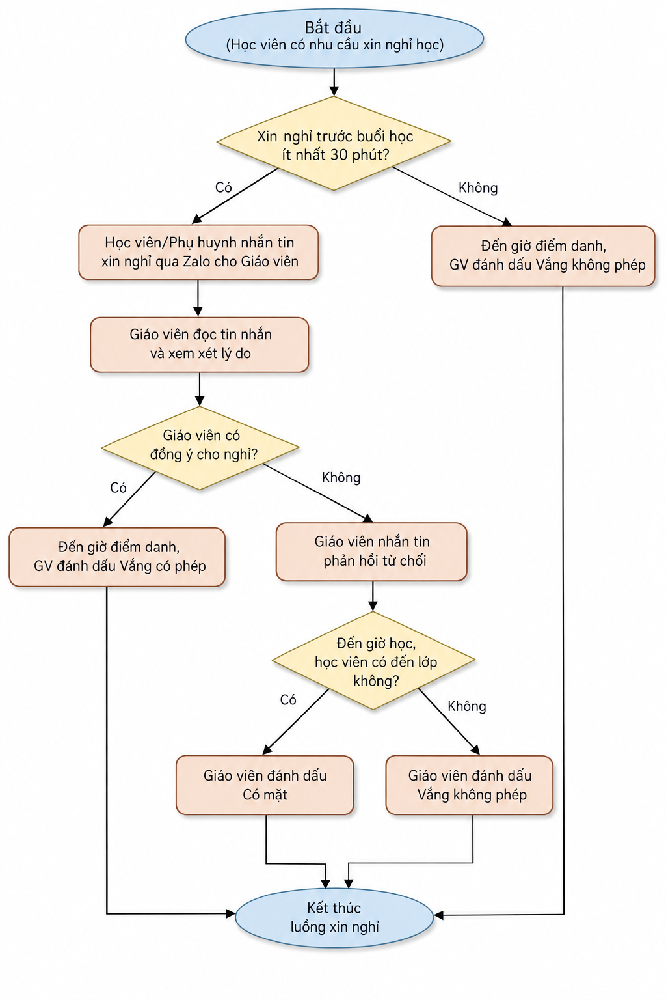 Bắt đầu
(Học viên có nhu cầu xin nghỉ học)
Xin nghỉ trước buổi học
ít nhất 30 phút?
Có
Không
Học viên/Phụ huynh nhắn tin
xin nghỉ qua Zalo cho Giáo viên
Đến giờ điểm danh,
GV đánh dấu Vắng không phép
Giáo viên đọc tin nhắn
và xem xét lý do
Giáo viên có
đồng ý cho nghỉ?
Có
Không
Đến giờ điểm danh,
GV đánh dấu Vắng có phép
Giáo viên nhắn tin
phản hồi từ chối
Đến giờ học,
học viên có đến lớp
không?
Có
Không
Giáo viên đánh dấu
Có mặt
Giáo viên đánh dấu
Vắng không phép
Kết thúc
luồng xin nghỉ